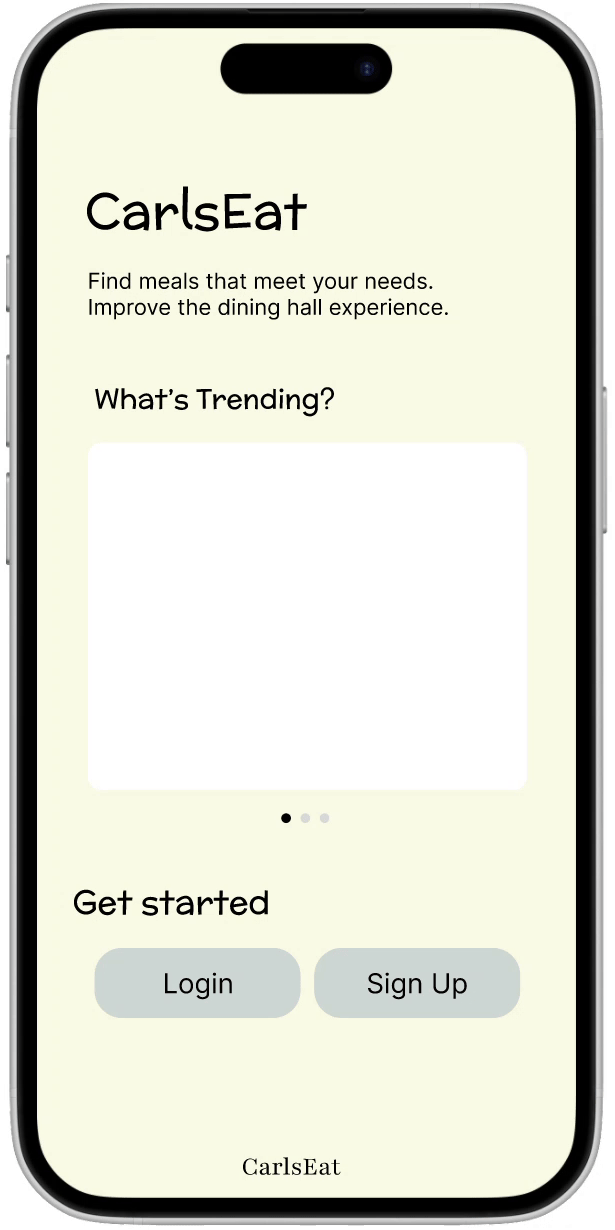 CarlsEat
Find meals that meet your needs.
Improve the dining hall experience.
What's Trending?
Get started
Login
Sign Up
CarlsEat